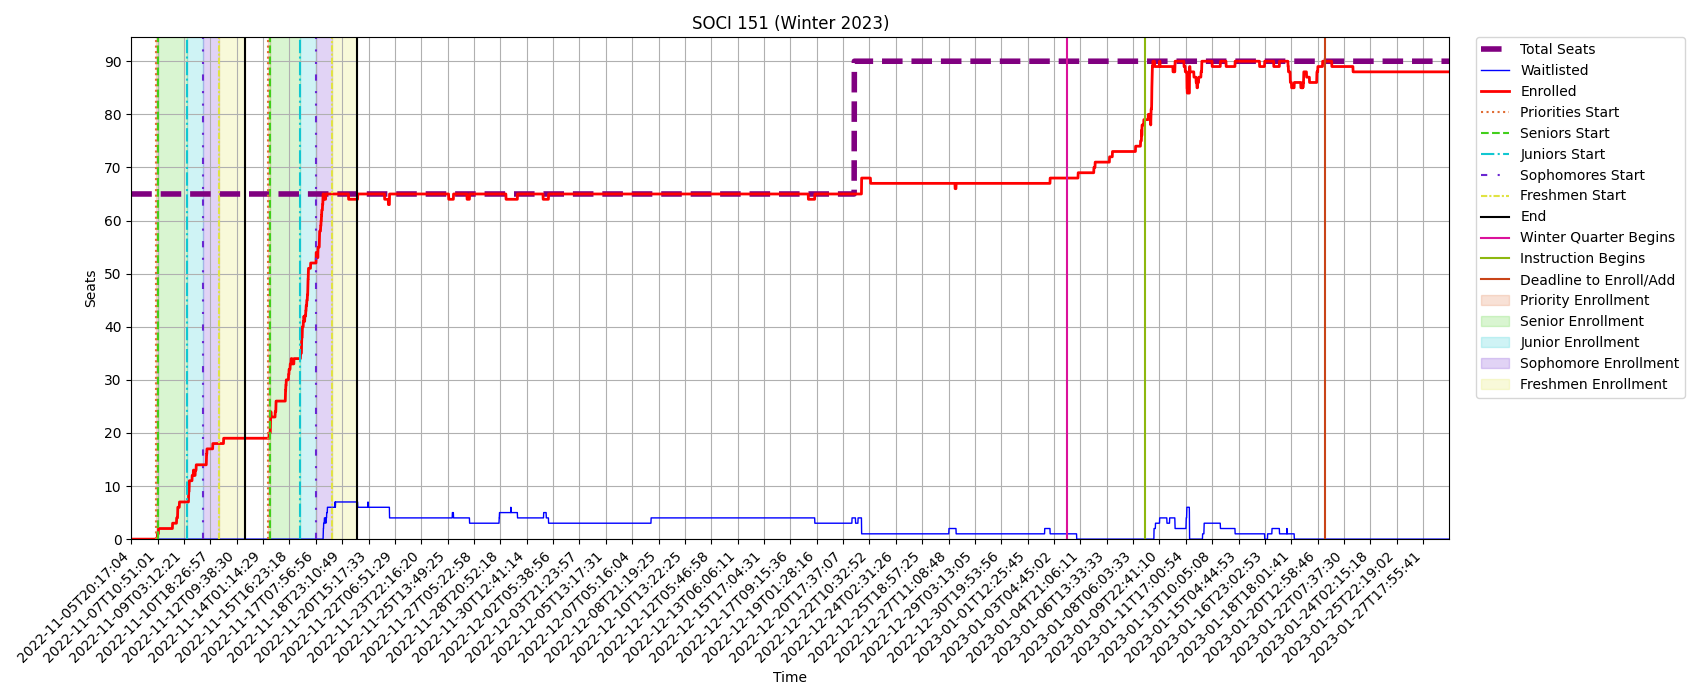 SOCI 151 (Winter 2023)
Seats
90
80
70
60
50
40
30
20
10
0
2022-11-05T20:17:04
2022-11-07T10:51:01
2022-11-09T03:12:21
2022-11-10T18:26:57
2022-11-12T09:38:30
2022-11-14T01:14:29
2022-11-15T16:23:18
2022-11-17T07:56:56
2022-11-18T23:10:49
2022-11-20T15:17:33
2022-11-22T06:51:29
2022-11-23T22:16:20
2022-11-25T13:49:25
2022-11-27T05:22:58
2022-11-28T20:52:18
2022-11-30T12:41:14
2022-12-02T05:38:56
2022-12-03T21:23:57
2022-12-05T13:17:31
2022-12-07T05:16:04
2022-12-08T21:19:25
2022-12-10T13:22:25
2022-12-12T05:46:58
2022-12-13T06:06:11
2022-12-15T17:04:31
2022-12-17T09:15:36
2022-12-19T01:28:16
2022-12-20T17:37:07
2022-12-22T10:32:52
2022-12-24T02:31:26
2022-12-25T18:57:25
2022-12-27T11:08:48
2022-12-29T03:13:05
2022-12-30T19:53:56
2023-01-01T12:25:45
2023-01-03T04:45:02
2023-01-04T21:06:11
2023-01-06T13:33:33
2023-01-08T06:03:33
2023-01-09T22:41:10
2023-01-11T17:00:54
2023-01-13T10:05:08
2023-01-15T04:44:53
2023-01-16T23:02:53
2023-01-18T18:01:41
2023-01-20T12:58:46
2023-01-22T07:37:30
2023-01-24T02:15:18
2023-01-25T22:19:02
2023-01-27T17:55:41
Time
Total Seats
Waitlisted
Enrolled
Priorities Start
Seniors Start
Juniors Start
Sophomores Start
Freshmen Start
End
Winter Quarter Begins
Instruction Begins
Deadline to Enroll/Add
Priority Enrollment
Senior Enrollment
Junior Enrollment
Sophomore Enrollment
Freshmen Enrollment